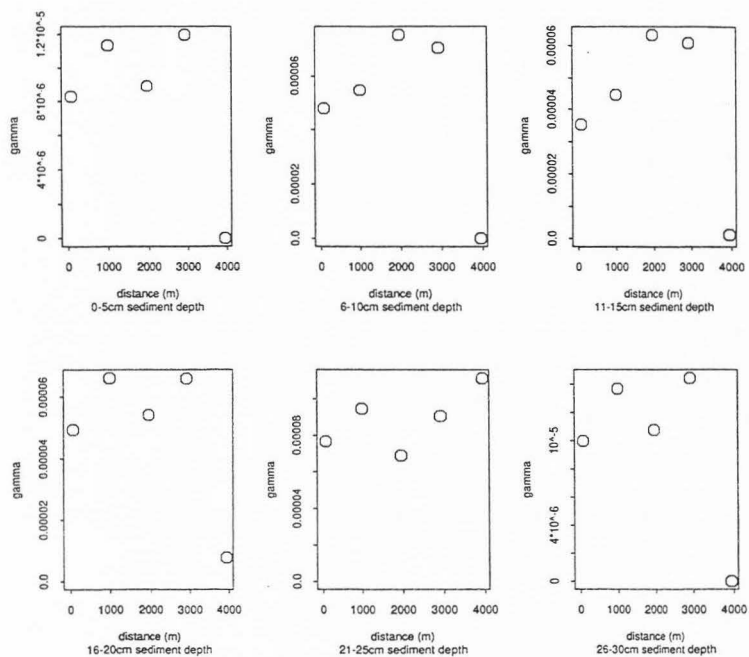 gamma
1.2*10^-5
8*10^-6
4*10^-6
0
0 1000 2000 3000 4000
distance (m)
0-5cm sediment depth
gamma
0.00006
0.00002
0.0
0 1000 2000 3000 4000
distance (m)
6-10cm sediment depth
gamma
0.00006
0.00004
0.00002
0.0
0 1000 2000 3000 4000
distance (m)
11-15cm sediment depth
gamma
0.00006
0.00004
0.00002
0.0
0 1000 2000 3000 4000
distance (m)
16-20cm sediment depth
gamma
0.00008
0.00004
0.0
0 1000 2000 3000 4000
distance (m)
21-25cm sediment depth
gamma
10^-5
4*10^-6
0
0 1000 2000 3000 4000
distance (m)
26-30cm sediment depth